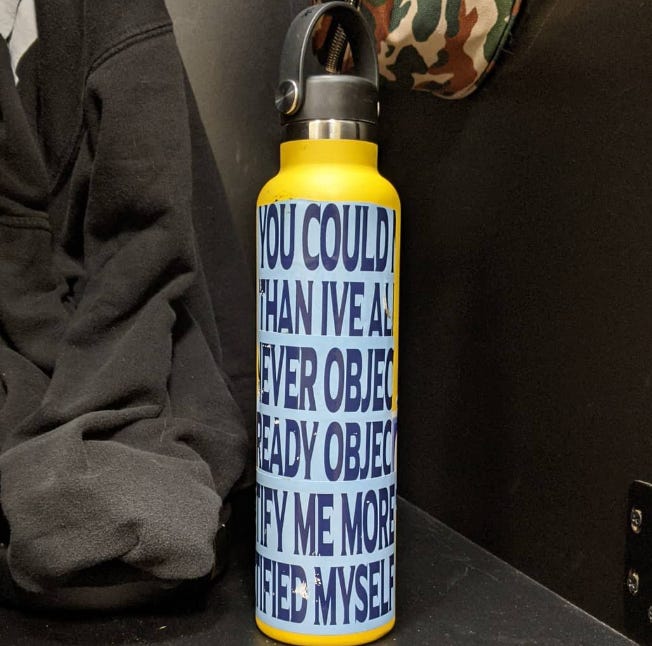 YOU COULD
THAN IVE AL
EVER OBJEC
READY OBJEC
TIFY ME MORE
TIFIED MYSELF